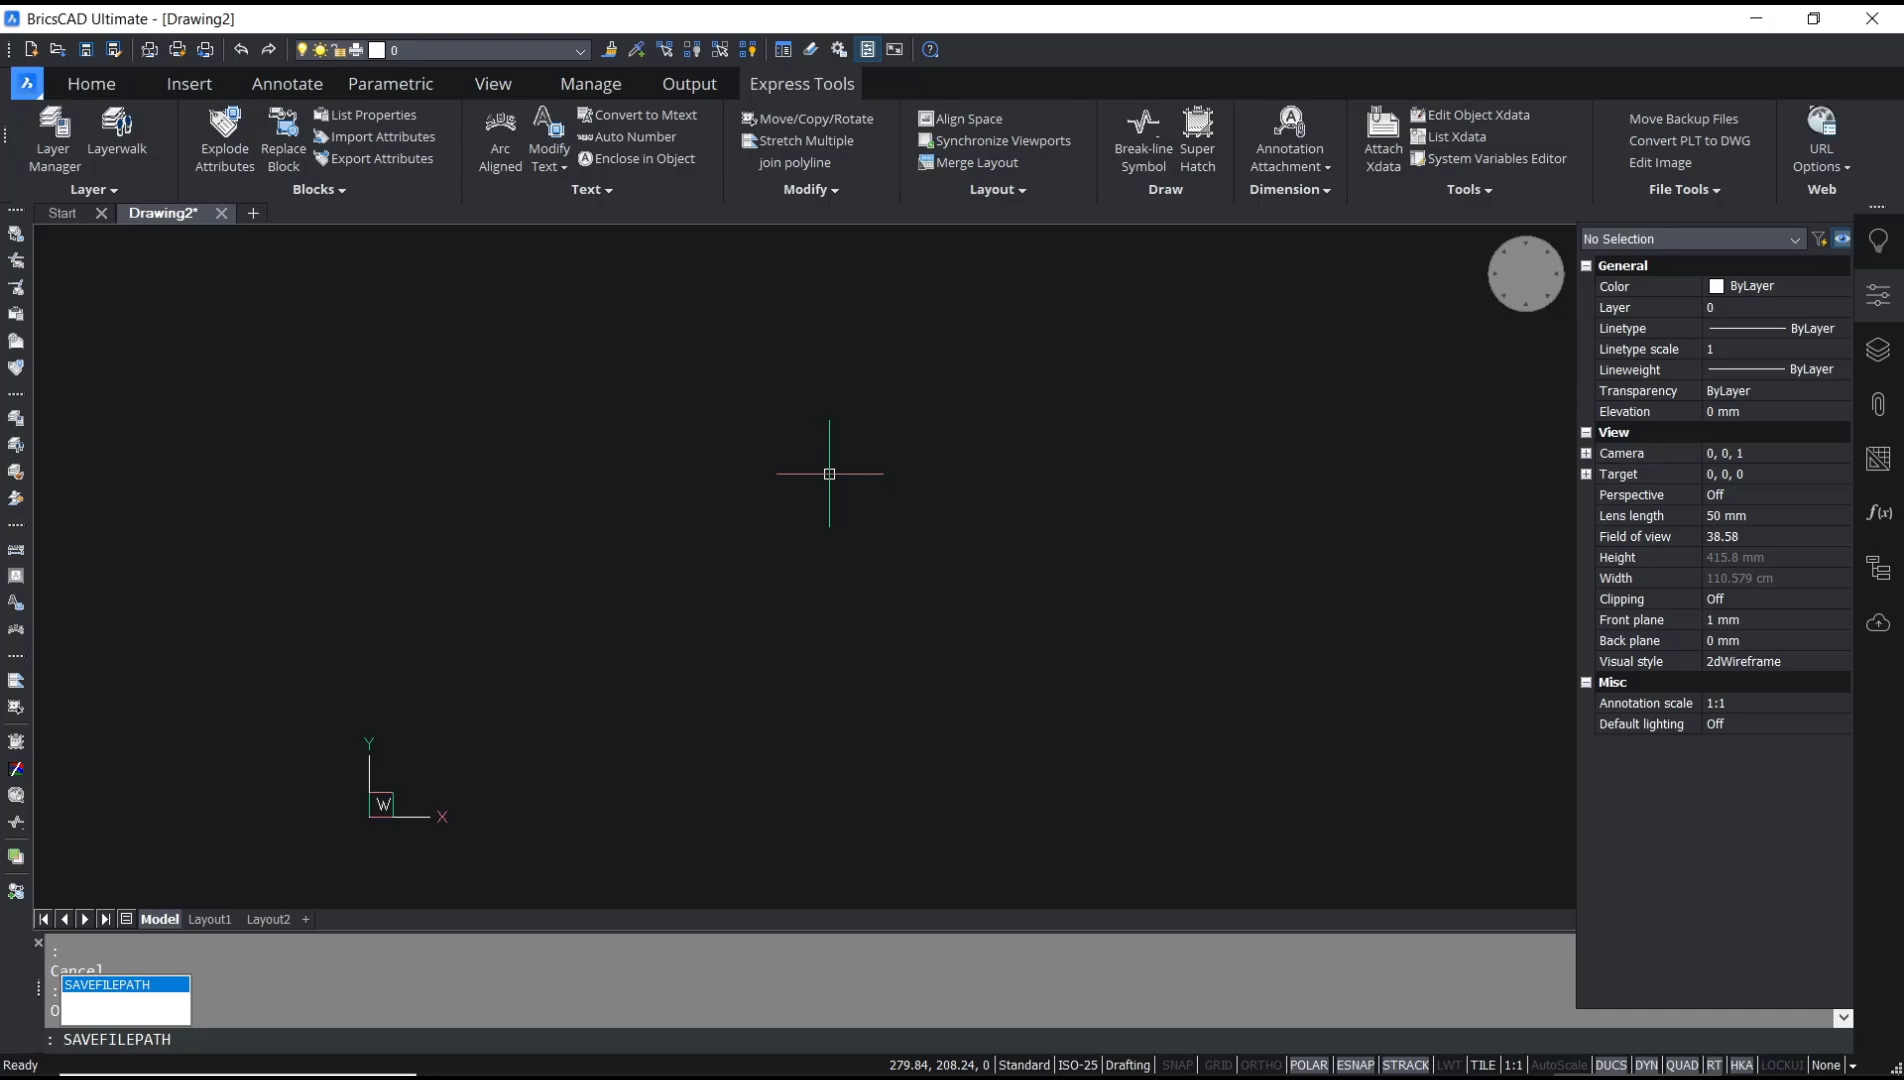 BricsCAD Ultimate - [Drawing2]
0
Home Insert Annotate Parametric View Manage Output Express Tools
Layer Manager
Layerwalk
Layer
Explode Attributes
Replace Block
List Properties
Import Attributes
Export Attributes
Blocks
Arc Aligned
Modify Text
Convert to Mtext
Auto Number
Enclose in Object
Text
Move/Copy/Rotate
Stretch Multiple
join polyline
Modify
Align Space
Synchronize Viewports
Merge Layout
Layout
Break-line Symbol
Super Hatch
Draw
Annotation Attachment
Dimension
Attach Xdata
Edit Object Xdata
List Xdata
System Variables Editor
Tools
Move Backup Files
Convert PLT to DWG
Edit Image
File Tools
URL Options
Web
Start Drawing2*
No Selection
General
Color ByLayer
Layer 0
Linetype ByLayer
Linetype scale 1
Lineweight ByLayer
Transparency ByLayer
Elevation 0 mm
View
Camera 0, 0, 1
Target 0, 0, 0
Perspective Off
Lens length 50 mm
Field of view 38.58
Height 415.8 mm
Width 110.579 cm
Clipping Off
Front plane 1 mm
Back plane 0 mm
Visual style 2dWireframe
Misc
Annotation scale 1:1
Default lighting Off
f(x)
Y
W
X
Model Layout1 Layout2 +
:
Cancel
SAVEFILEPATH
:
O
: SAVEFILEPATH
Ready
279.84, 208.24, 0 Standard ISO-25 Drafting SNAP GRID ORTHO POLAR ESNAP STRACK LWT TILE 1:1 AutoScale DUCS DYN QUAD RT HKA LOCKUI None